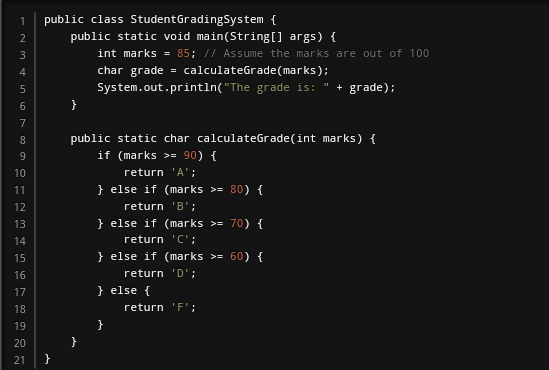 1 public class StudentGradingSystem {
2     public static void main(String[] args) {
3         int marks = 85; // Assume the marks are out of 100
4         char grade = calculateGrade(marks);
5         System.out.println("The grade is: " + grade);
6     }
7
8     public static char calculateGrade(int marks) {
9         if (marks >= 90) {
10             return 'A';
11         } else if (marks >= 80) {
12             return 'B';
13         } else if (marks >= 70) {
14             return 'C';
15         } else if (marks >= 60) {
16             return 'D';
17         } else {
18             return 'F';
19         }
20     }
21 }